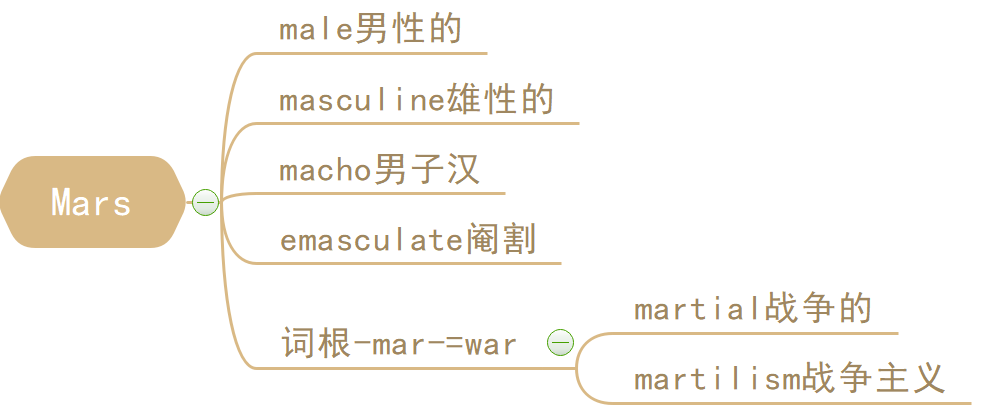 Mars
male男性的
masculine雄性的
macho男子汉
emasculate阉割
词根-mar-=war
martial战争的
martilism战争主义